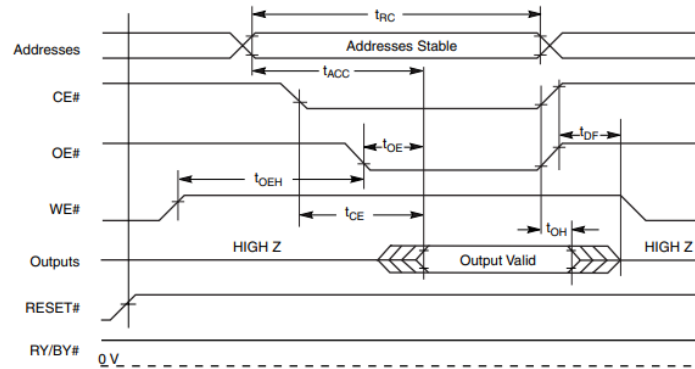 tRC
Addresses
Addresses Stable
tACC
CE#
tDF
OE#
tOE
tOEH
WE#
tCE
tOH
HIGH Z
HIGH Z
Outputs
Output Valid
RESET#
RY/BY#
0 V